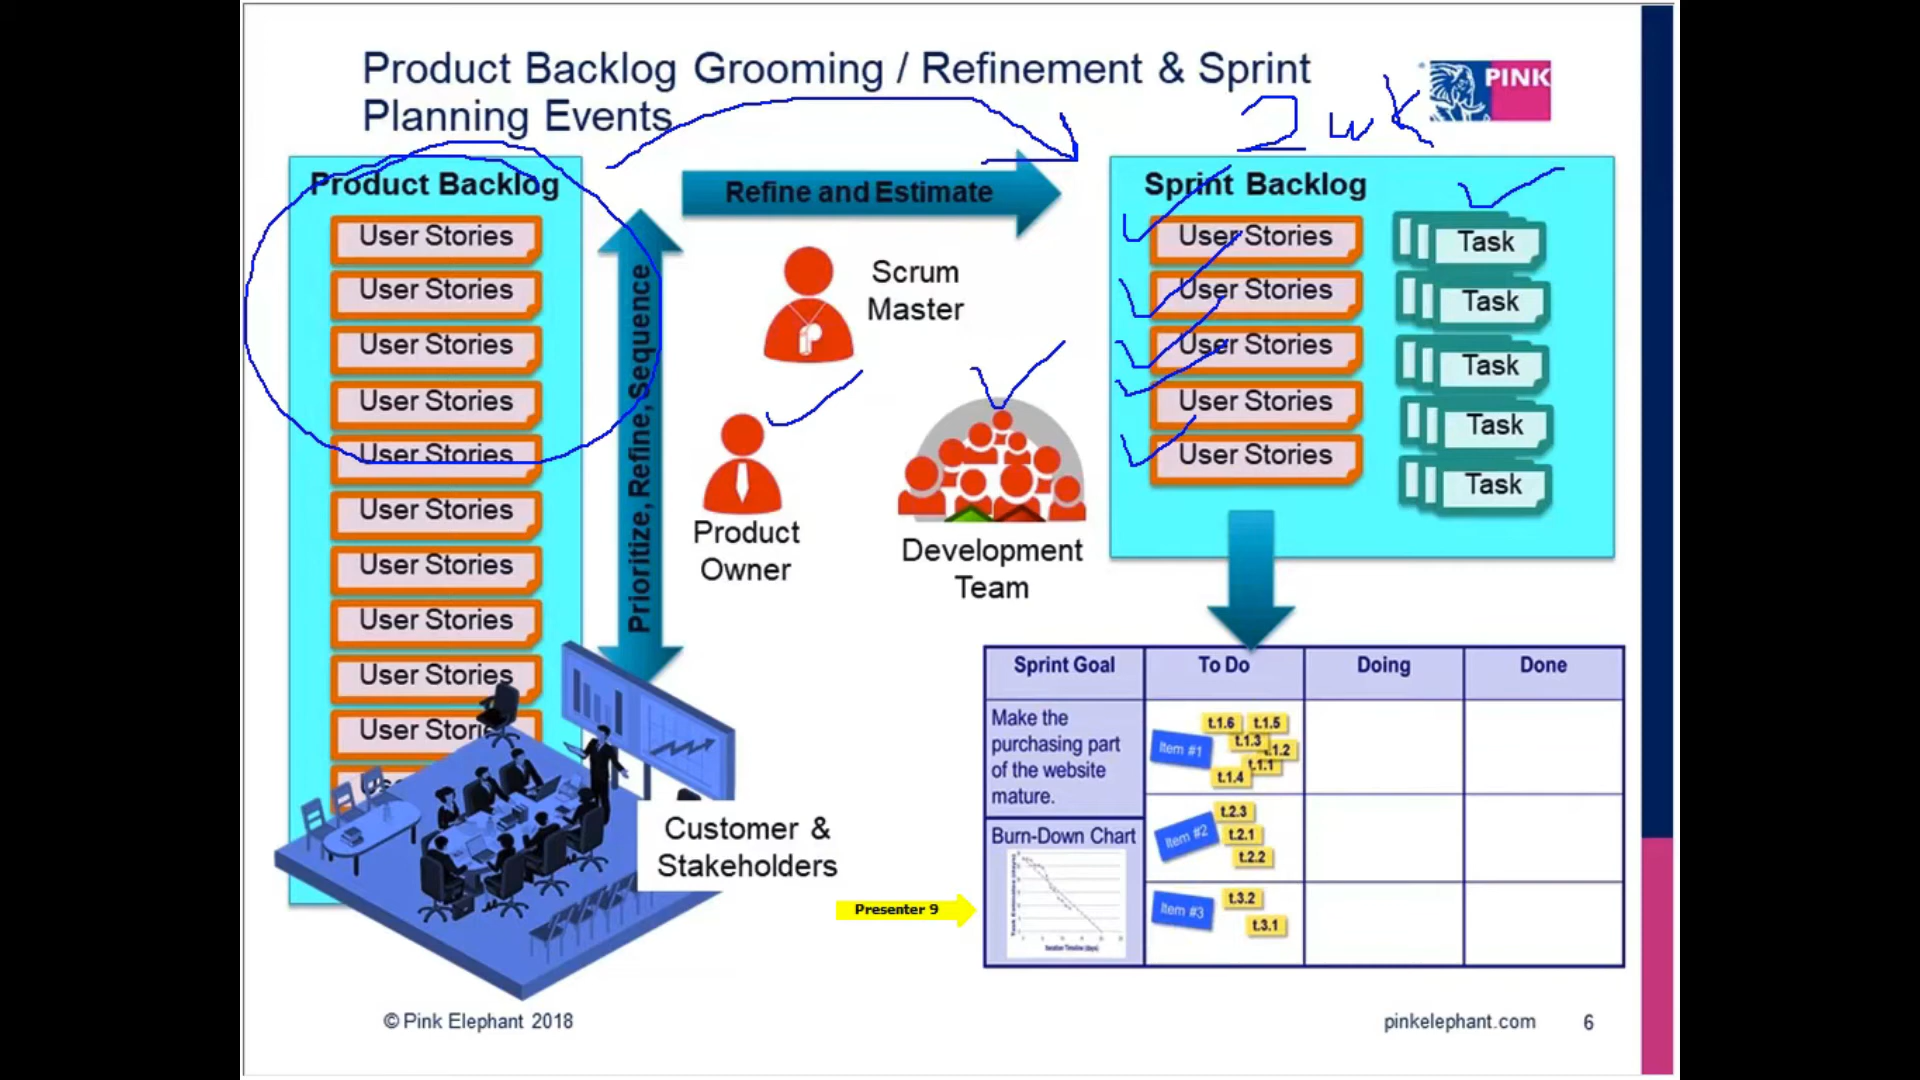 Product Backlog Grooming / Refinement & Sprint
Planning Events
PINK
2 wk
Product Backlog
User Stories
User Stories
User Stories
User Stories
User Stories
User Stories
User Stories
User Stories
User Stories
User Stories
Prioritize, Refine, Sequence
Refine and Estimate
Scrum
Master
Product
Owner
Development
Team
Customer &
Stakeholders
Sprint Backlog
User Stories
User Stories
User Stories
User Stories
User Stories
Task
Task
Task
Task
Task
Presenter 9
Sprint Goal
To Do
Doing
Done
Make the
purchasing part
of the website
mature.
Burn-Down Chart
Item #1
t.1.6
t.1.5
t.1.3
t.1.2
t.1.1
t.1.4
Item #2
t.2.3
t.2.1
t.2.2
Item #3
t.3.2
t.3.1
© Pink Elephant 2018
pinkelephant.com
6